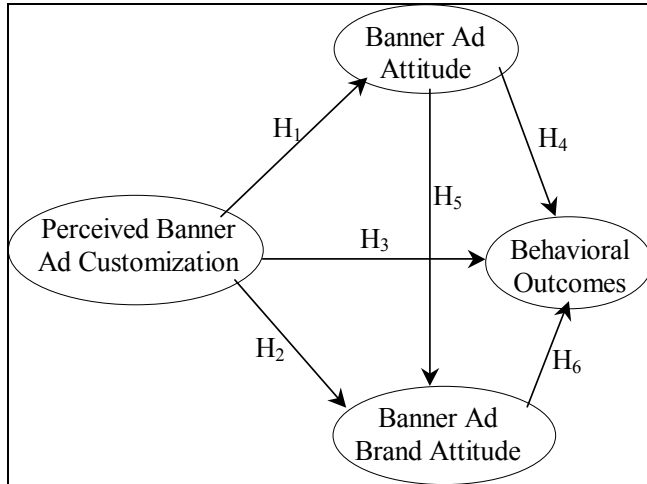 Banner Ad
Attitude
H₁
H₄
H₅
Perceived Banner
Ad Customization
H₃
Behavioral
Outcomes
H₂
H₆
Banner Ad
Brand Attitude